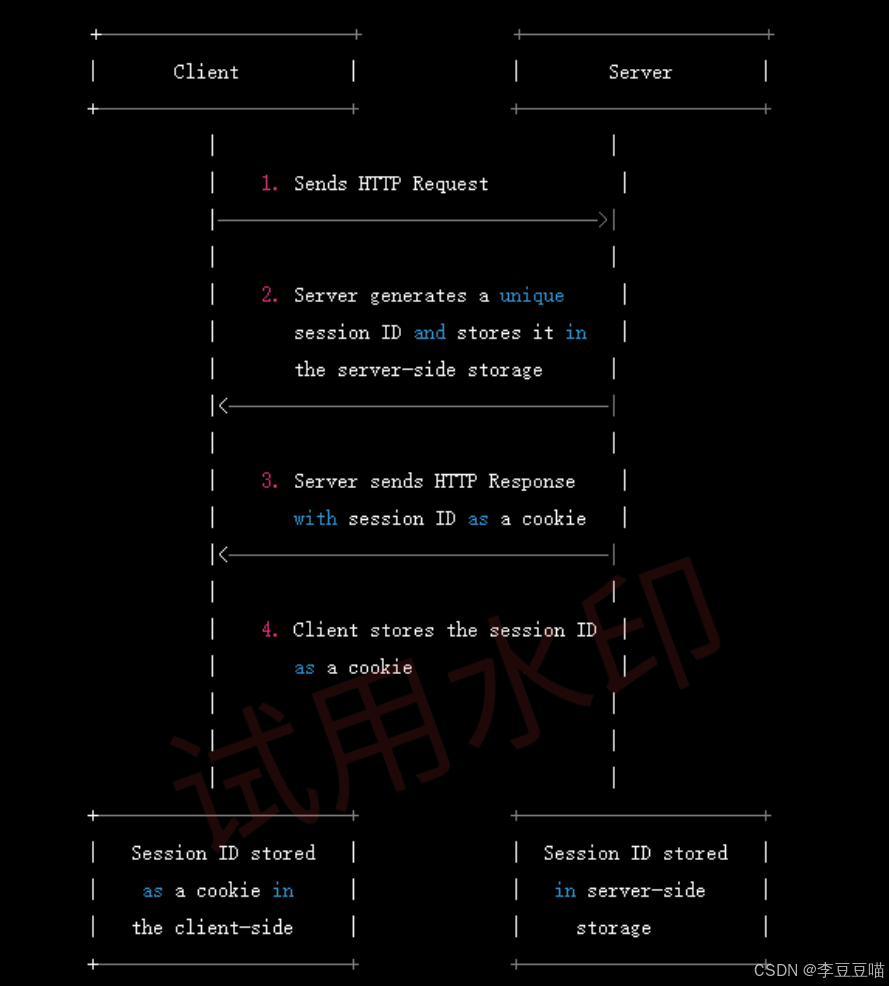 Client
Server
1. Sends HTTP Request
2. Server generates a unique
session ID and stores it in
the server-side storage
3. Server sends HTTP Response
with session ID as a cookie
4. Client stores the session ID
as a cookie
试用水印
Session ID stored
as a cookie in
the client-side
Session ID stored
in server-side
storage
CSDN @李豆豆喵